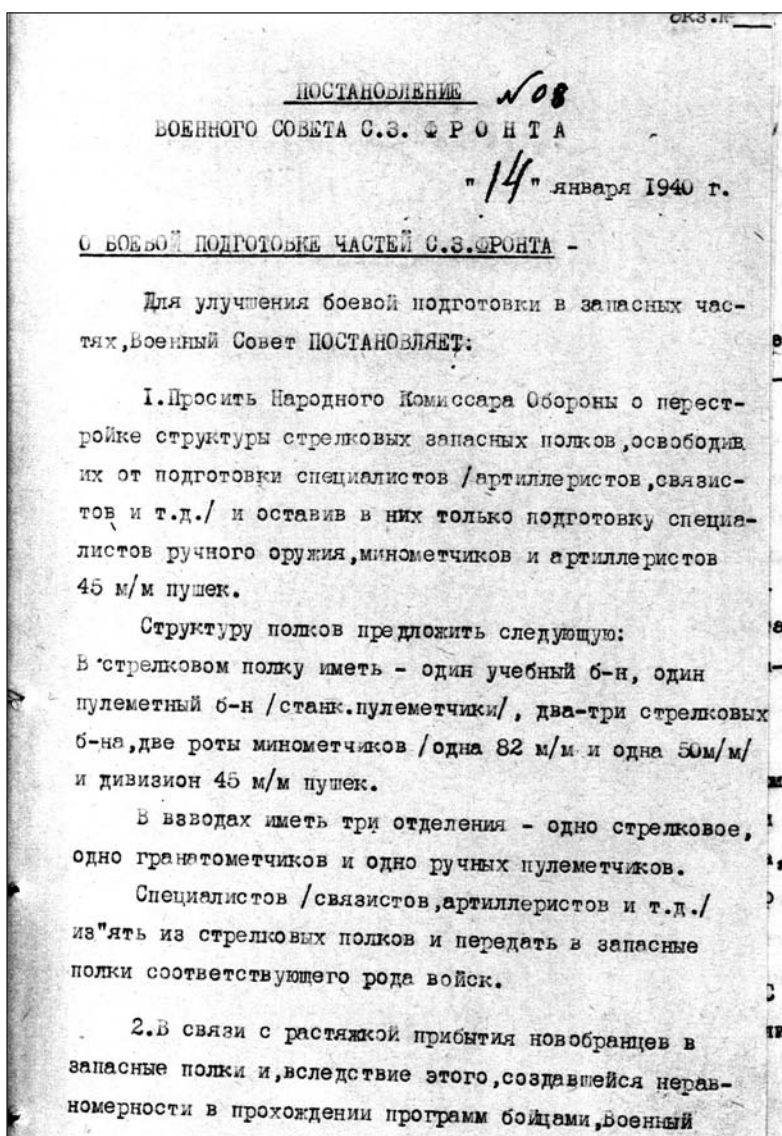 экз.№
ПОСТАНОВЛЕНИЕ №08
ВОЕННОГО СОВЕТА С.З. ФРОНТА
"14" января 1940 г.
О БОЕВОЙ ПОДГОТОВКЕ ЧАСТЕЙ С.З.ФРОНТА -
Для улучшения боевой подготовки в запасных час-
тях,Военный Совет ПОСТАНОВЛЯЕТ:
1.Просить Народного Комиссара Обороны о перест-
ройке структуры стрелковых запасных полков,освободив
их от подготовки специалистов /артиллеристов,связис-
тов и т.д./ и оставив в них только подготовку специа-
листов ручного оружия,минометчиков и артиллеристов
45 м/м пушек.
Структуру полков предложить следующую:
В стрелковом полку иметь - один учебный б-н, один
пулеметный б-н /станк.пулеметчики/, два-три стрелковых
б-на,две роты минометчиков /одна 82 м/м и одна 50м/м/
и дивизион 45 м/м пушек.
В взводах иметь три отделения - одно стрелковое,
одно гранатометчиков и одно ручных пулеметчиков.
Специалистов /связистов,артиллеристов и т.д./
из"ять из стрелковых полков и передать в запасные
полки соответствующего рода войск.
2.В связи с растяжкой прибытия новобранцев в
запасные полки и,вследствие этого,создавшейся нерав-
номерности в прохождении программ бойцами,Военный